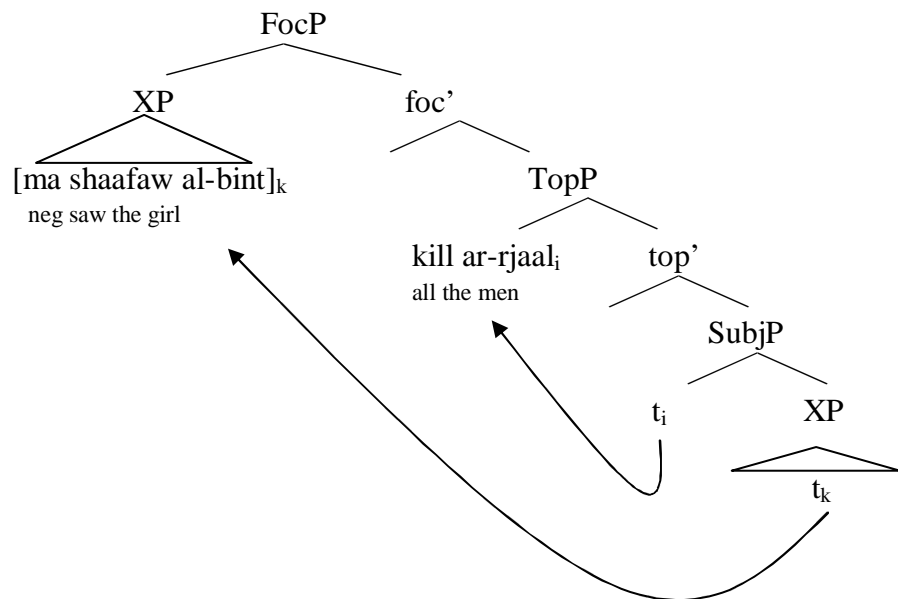 FocP
XP foc’
[ma shaafaw al-bint]k
neg saw the girl
TopP
kill ar-rjaali top’
all the men
SubjP
ti XP
tk